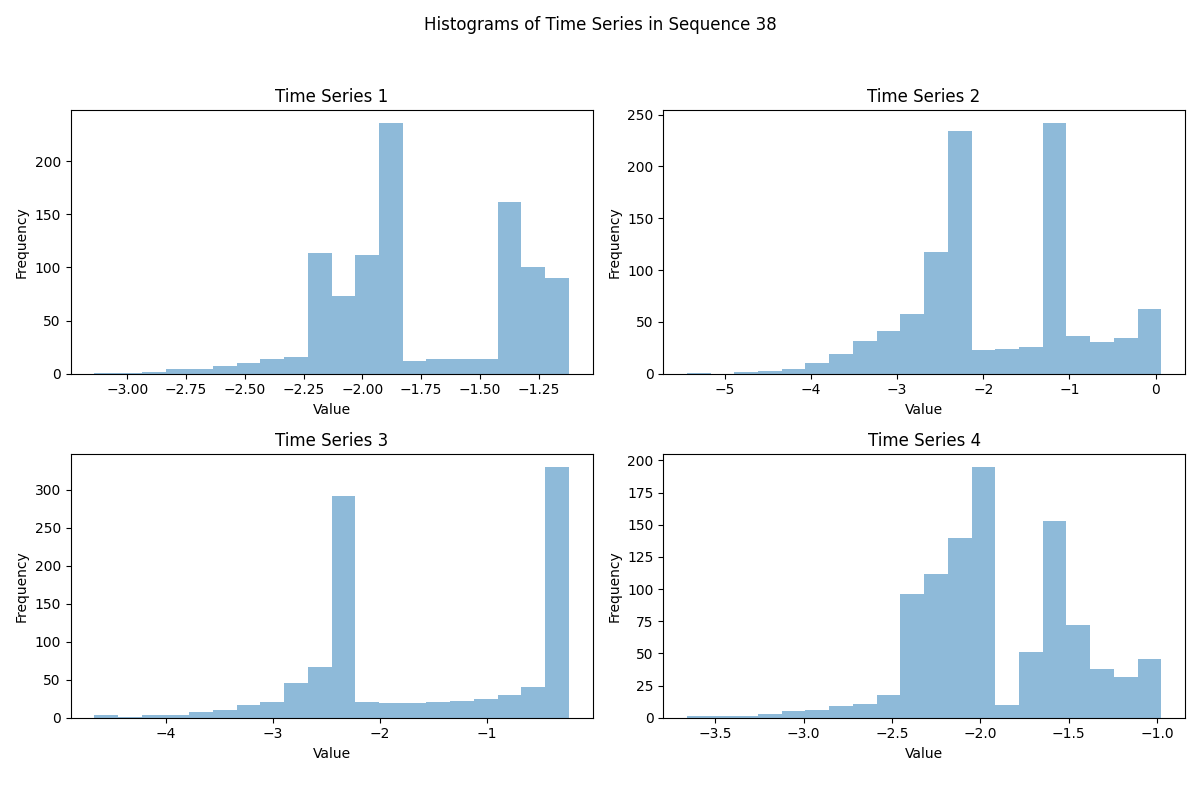 Histograms of Time Series in Sequence 38
Time Series 1
Frequency
200
150
100
50
0
−3.00 −2.75 −2.50 −2.25 −2.00 −1.75 −1.50 −1.25
Value
Time Series 2
Frequency
250
200
150
100
50
0
−5 −4 −3 −2 −1 0
Value
Time Series 3
Frequency
300
250
200
150
100
50
0
−4 −3 −2 −1
Value
Time Series 4
Frequency
200
175
150
125
100
75
50
25
0
−3.5 −3.0 −2.5 −2.0 −1.5 −1.0
Value